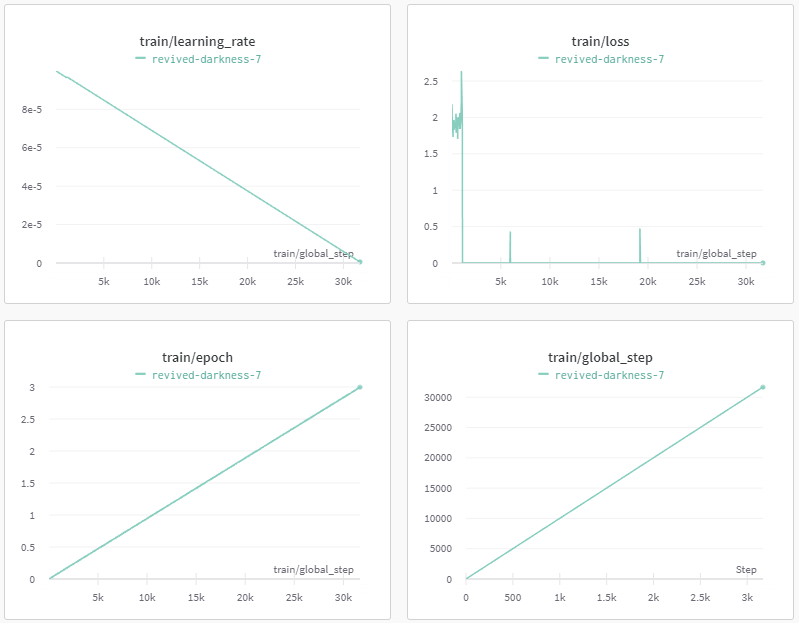 train/learning_rate
revived-darkness-7
8e-5
6e-5
4e-5
2e-5
0
train/global_step
5k 10k 15k 20k 25k 30k
train/loss
revived-darkness-7
2.5
2
1.5
1
0.5
0
train/global_step
5k 10k 15k 20k 25k 30k
train/epoch
revived-darkness-7
3
2.5
2
1.5
1
0.5
0
train/global_step
5k 10k 15k 20k 25k 30k
train/global_step
revived-darkness-7
30000
25000
20000
15000
10000
5000
0
Step
0 500 1k 1.5k 2k 2.5k 3k